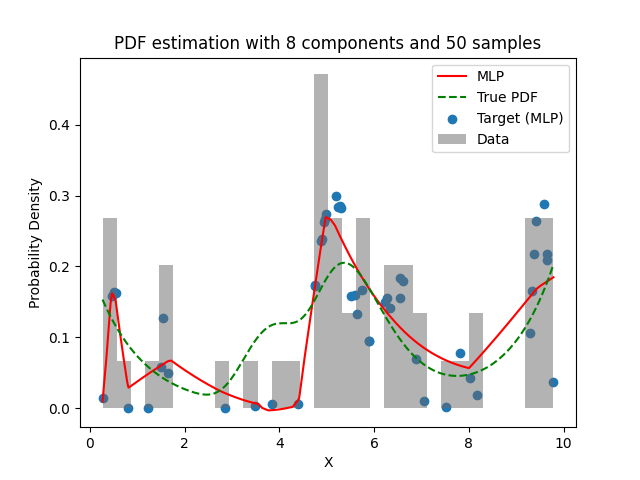 PDF estimation with 8 components and 50 samples
MLP
True PDF
Target (MLP)
Data
Probability Density
0.4
0.3
0.2
0.1
0.0
0 2 4 6 8 10
X